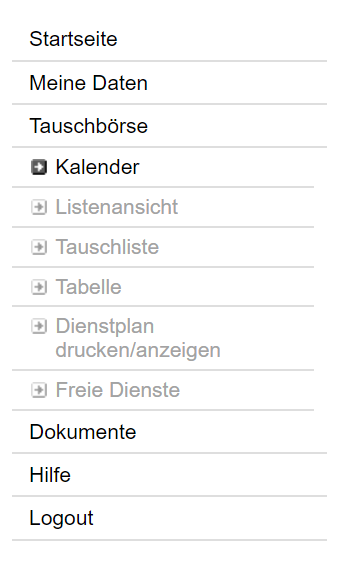 Startseite
Meine Daten
Tauschbörse
Kalender
Listenansicht
Tauschliste
Tabelle
Dienstplan
drucken/anzeigen
Freie Dienste
Dokumente
Hilfe
Logout